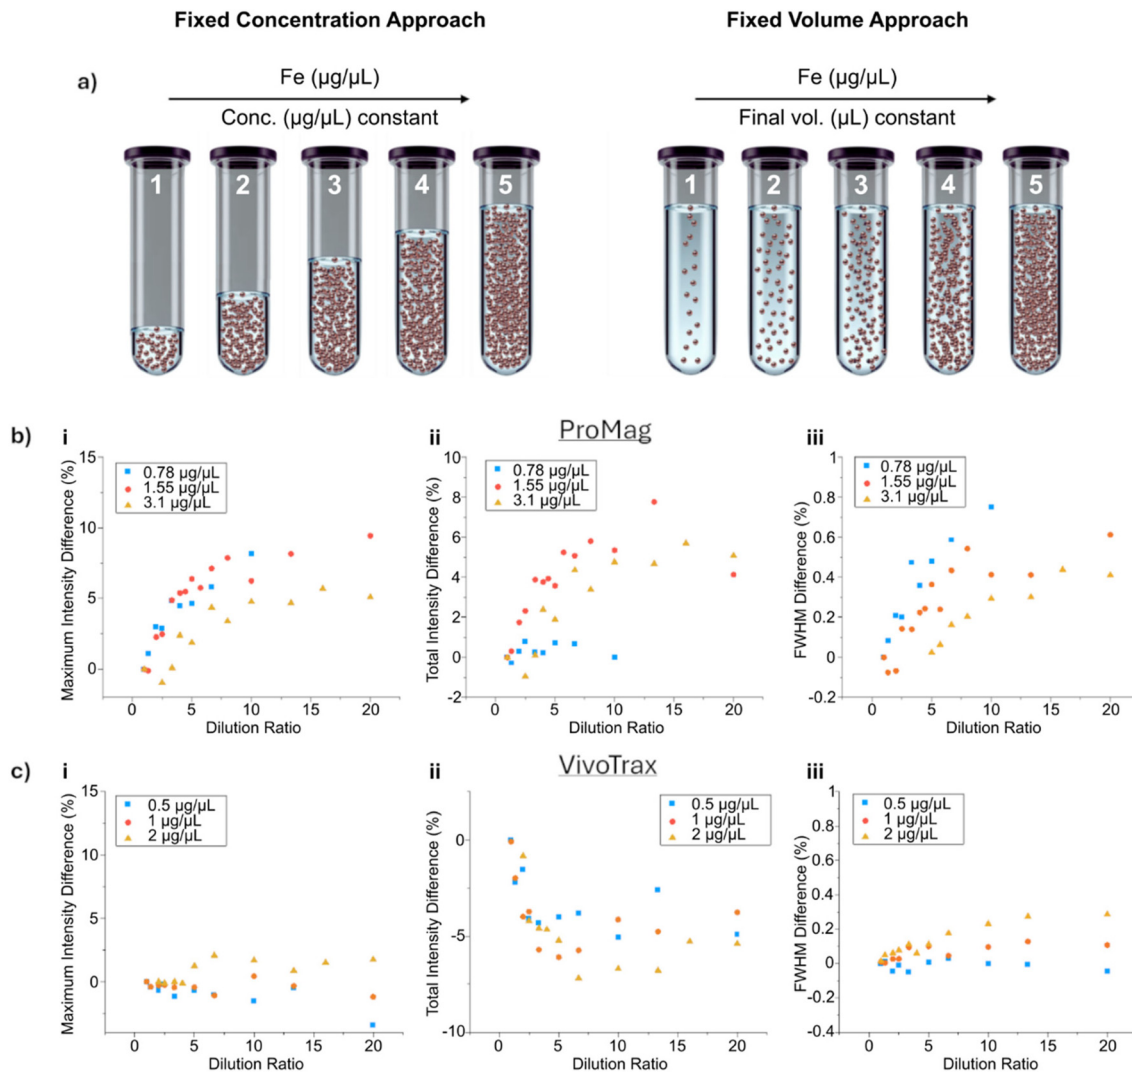 Fixed Concentration Approach
Fixed Volume Approach
a)
Fe (µg/µL)
Conc. (µg/µL) constant
Fe (µg/µL)
Final vol. (µL) constant
1 2 3 4 5
1 2 3 4 5
b)
ProMag
i
Maximum Intensity Difference (%)
15
10
5
0
0.78 µg/µL
1.55 µg/µL
3.1 µg/µL
0 5 10 15 20
Dilution Ratio
ii
Total Intensity Difference (%)
10
8
6
4
2
0
-2
0.78 µg/µL
1.55 µg/µL
3.1 µg/µL
0 5 10 15 20
Dilution Ratio
iii
FWHM Difference (%)
1
0.8
0.6
0.4
0.2
0
-0.2
0.78 µg/µL
1.55 µg/µL
3.1 µg/µL
0 5 10 15 20
Dilution Ratio
c)
VivoTrax
i
Maximum Intensity Difference (%)
15
10
5
0
0.5 µg/µL
1 µg/µL
2 µg/µL
0 5 10 15 20
Dilution Ratio
ii
Total Intensity Difference (%)
0
-5
-10
0.5 µg/µL
1 µg/µL
2 µg/µL
0 5 10 15 20
Dilution Ratio
iii
FWHM Difference (%)
1
0.8
0.6
0.4
0.2
0
-0.2
-0.4
0.5 µg/µL
1 µg/µL
2 µg/µL
0 5 10 15 20
Dilution Ratio